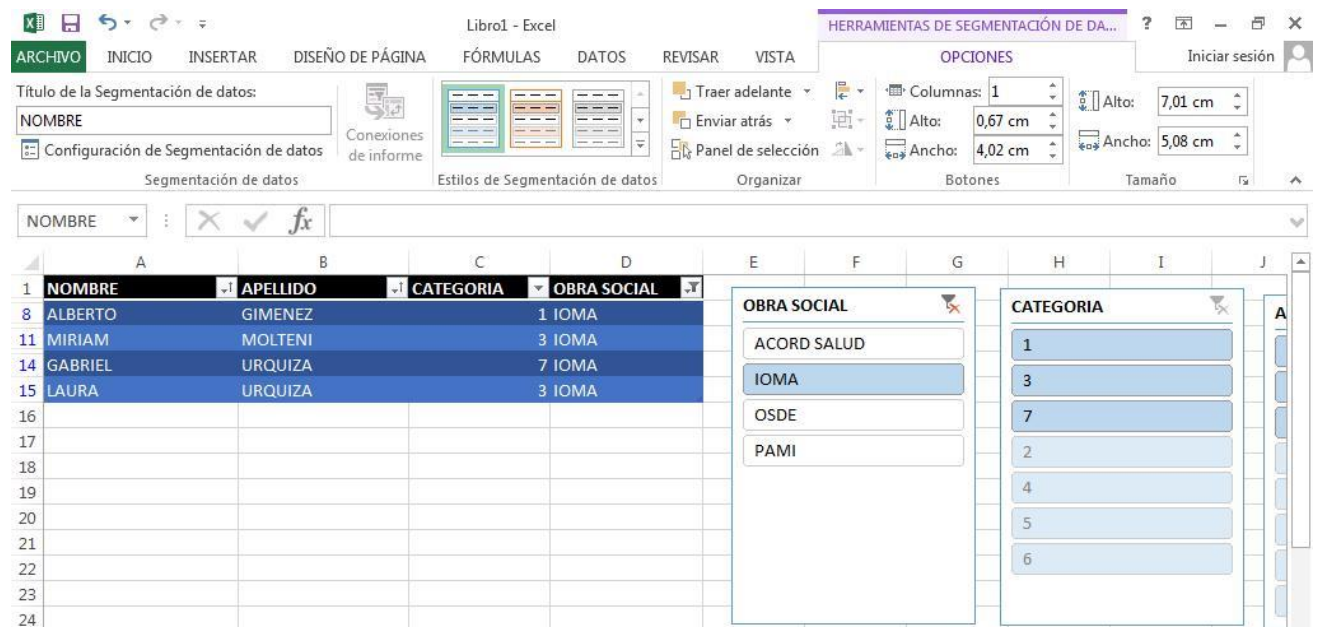 Libro1 - Excel
HERRAMIENTAS DE SEGMENTACIÓN DE DA...
ARCHIVO INICIO INSERTAR DISEÑO DE PÁGINA FÓRMULAS DATOS REVISAR VISTA OPCIONES Iniciar sesión
Título de la Segmentación de datos:
NOMBRE
Configuración de Segmentación de datos
Segmentación de datos
Conexiones
de informe
Estilos de Segmentación de datos
Traer adelante
Enviar atrás
Panel de selección
Organizar
Columnas: 1
Alto: 0,67 cm
Ancho: 4,02 cm
Botones
Alto: 7,01 cm
Ancho: 5,08 cm
Tamaño
NOMBRE fx
A B C D E F G H I J
1 NOMBRE APELLIDO CATEGORIA OBRA SOCIAL
8 ALBERTO GIMENEZ 1 IOMA
11 MIRIAM MOLTENI 3 IOMA
14 GABRIEL URQUIZA 7 IOMA
15 LAURA URQUIZA 3 IOMA
16
17
18
19
20
21
22
23
24
OBRA SOCIAL
ACORD SALUD
IOMA
OSDE
PAMI
CATEGORIA
1
3
7
2
4
5
6
A